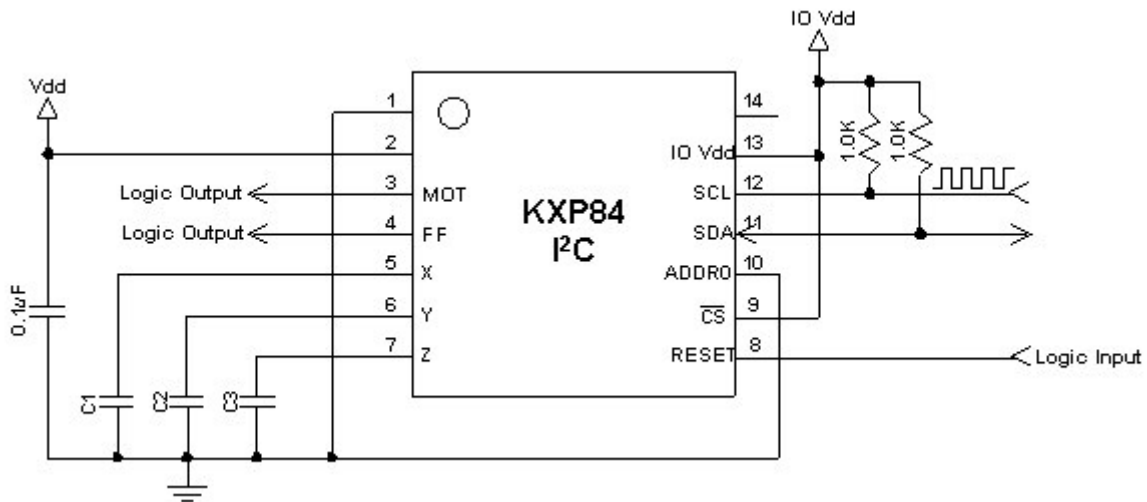 IO Vdd
Vdd
1
14
1.0K
1.0K
2
IO Vdd
13
Logic Output
3
MOT
KXP84
I²C
SCL
12
Logic Output
4
FF
SDA
11
5
X
ADDR0
10
0.1uF
6
Y
CS
9
7
Z
RESET
8
Logic Input
C1
C2
C3